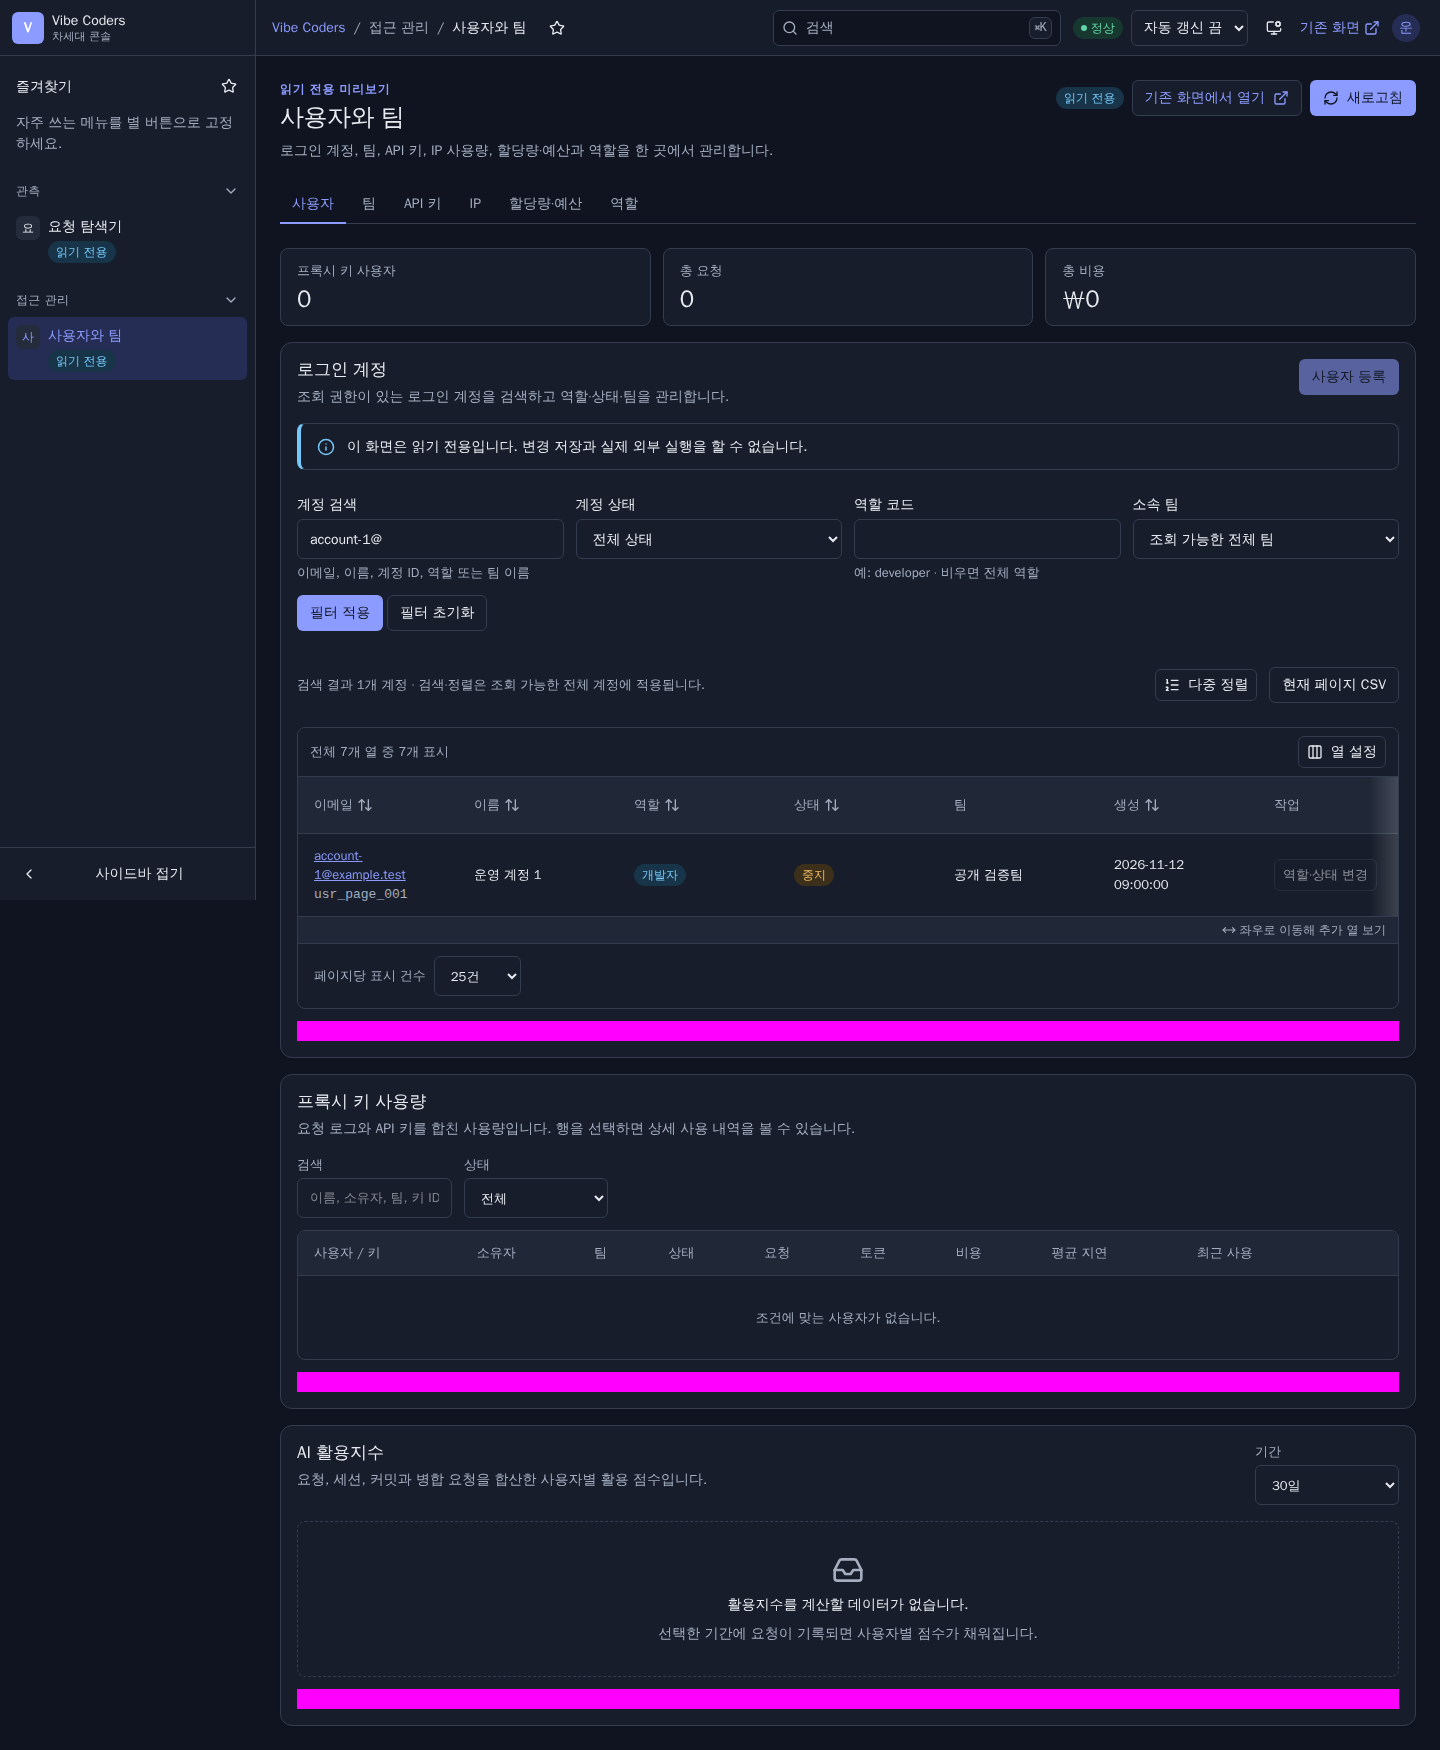 V
Vibe Coders
차세대 콘솔
Vibe Coders / 접근 관리 / 사용자와 팀
검색
⌘K
정상
자동 갱신 끔
기존 화면
운
즐겨찾기
자주 쓰는 메뉴를 별 버튼으로 고정
하세요.
관측
요 요청 탐색기
읽기 전용
접근 관리
사 사용자와 팀
읽기 전용
사이드바 접기
읽기 전용 미리보기
사용자와 팀
로그인 계정, 팀, API 키, IP 사용량, 할당량·예산과 역할을 한 곳에서 관리합니다.
읽기 전용
기존 화면에서 열기
새로고침
사용자 팀 API 키 IP 할당량·예산 역할
프록시 키 사용자
0
총 요청
0
총 비용
₩0
로그인 계정
조회 권한이 있는 로그인 계정을 검색하고 역할·상태·팀을 관리합니다.
사용자 등록
이 화면은 읽기 전용입니다. 변경 저장과 실제 외부 실행을 할 수 없습니다.
계정 검색 계정 상태 역할 코드 소속 팀
account-1@ 전체 상태 조회 가능한 전체 팀
이메일, 이름, 계정 ID, 역할 또는 팀 이름 예: developer · 비우면 전체 역할
필터 적용 필터 초기화
검색 결과 1개 계정 · 검색·정렬은 조회 가능한 전체 계정에 적용됩니다.
다중 정렬 현재 페이지 CSV
전체 7개 열 중 7개 표시
열 설정
이메일 이름 역할 상태 팀 생성 작업
account-
1@example.test
usr_page_001
운영 계정 1
개발자
중지
공개 검증팀
2026-11-12
09:00:00
역할·상태 변경
좌우로 이동해 추가 열 보기
페이지당 표시 건수 25건
프록시 키 사용량
요청 로그와 API 키를 합친 사용량입니다. 행을 선택하면 상세 사용 내역을 볼 수 있습니다.
검색 상태
이름, 소유자, 팀, 키 ID 전체
사용자 / 키 소유자 팀 상태 요청 토큰 비용 평균 지연 최근 사용
조건에 맞는 사용자가 없습니다.
AI 활용지수
요청, 세션, 커밋과 병합 요청을 합산한 사용자별 활용 점수입니다.
기간
30일
활용지수를 계산할 데이터가 없습니다.
선택한 기간에 요청이 기록되면 사용자별 점수가 채워집니다.